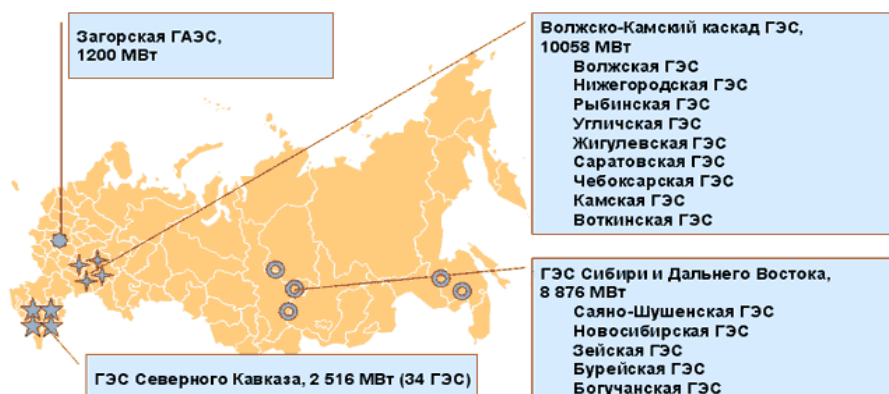 Загорская ГАЭС,
1200 МВт
Волжско-Камский каскад ГЭС,
10058 МВт
Волжская ГЭС
Нижегородская ГЭС
Рыбинская ГЭС
Угличская ГЭС
Жигулевская ГЭС
Саратовская ГЭС
Чебоксарская ГЭС
Камская ГЭС
Воткинская ГЭС
ГЭС Сибири и Дальнего Востока,
8 876 МВт
Саяно-Шушенская ГЭС
Новосибирская ГЭС
Зейская ГЭС
Бурейская ГЭС
Богучанская ГЭС
ГЭС Северного Кавказа, 2 516 МВт (34 ГЭС)